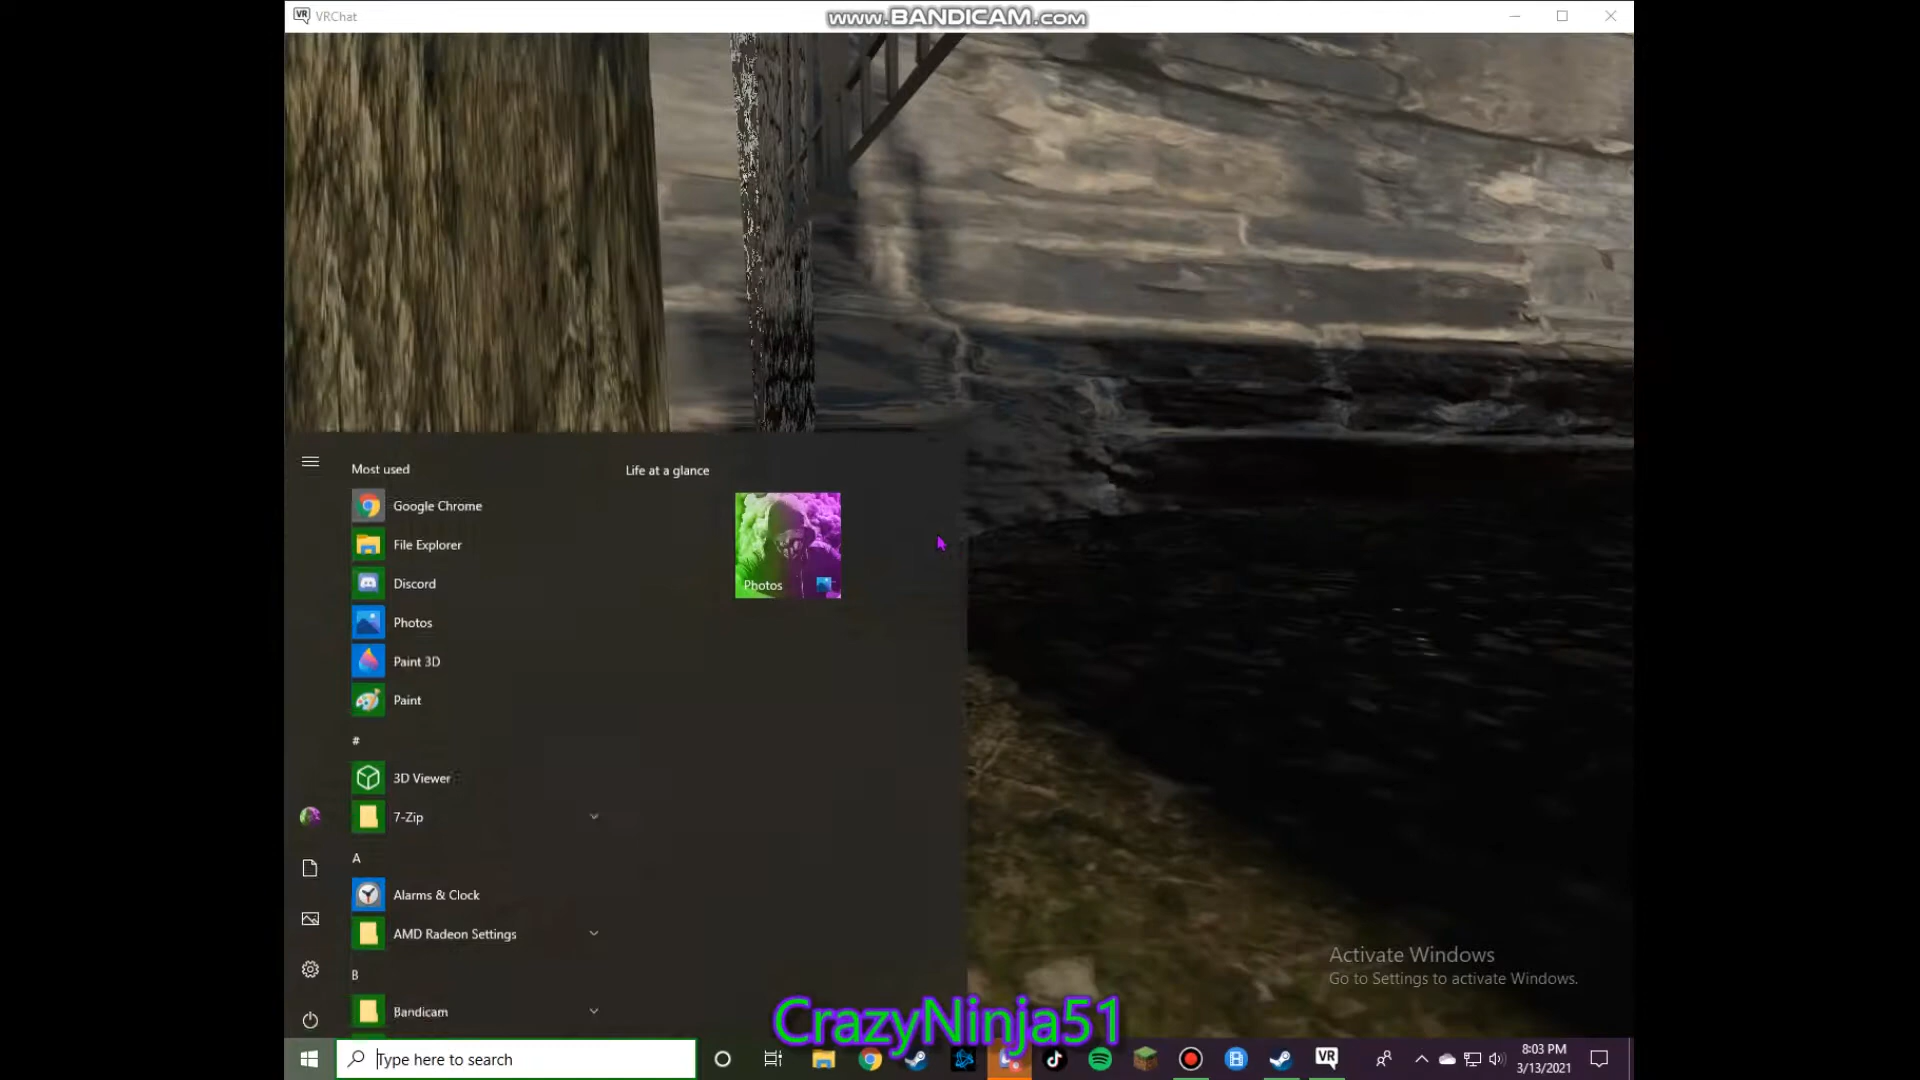 VRChat
www.BANDICAM.com
Most used
Life at a glance
Google Chrome
File Explorer
Discord
Photos
Photos
Paint 3D
Paint
#
3D Viewer
7-Zip
A
Alarms & Clock
AMD Radeon Settings
B
Bandicam
Activate Windows
Go to Settings to activate Windows.
CrazyNinja51
Type here to search
VR
8:03 PM
3/13/2021